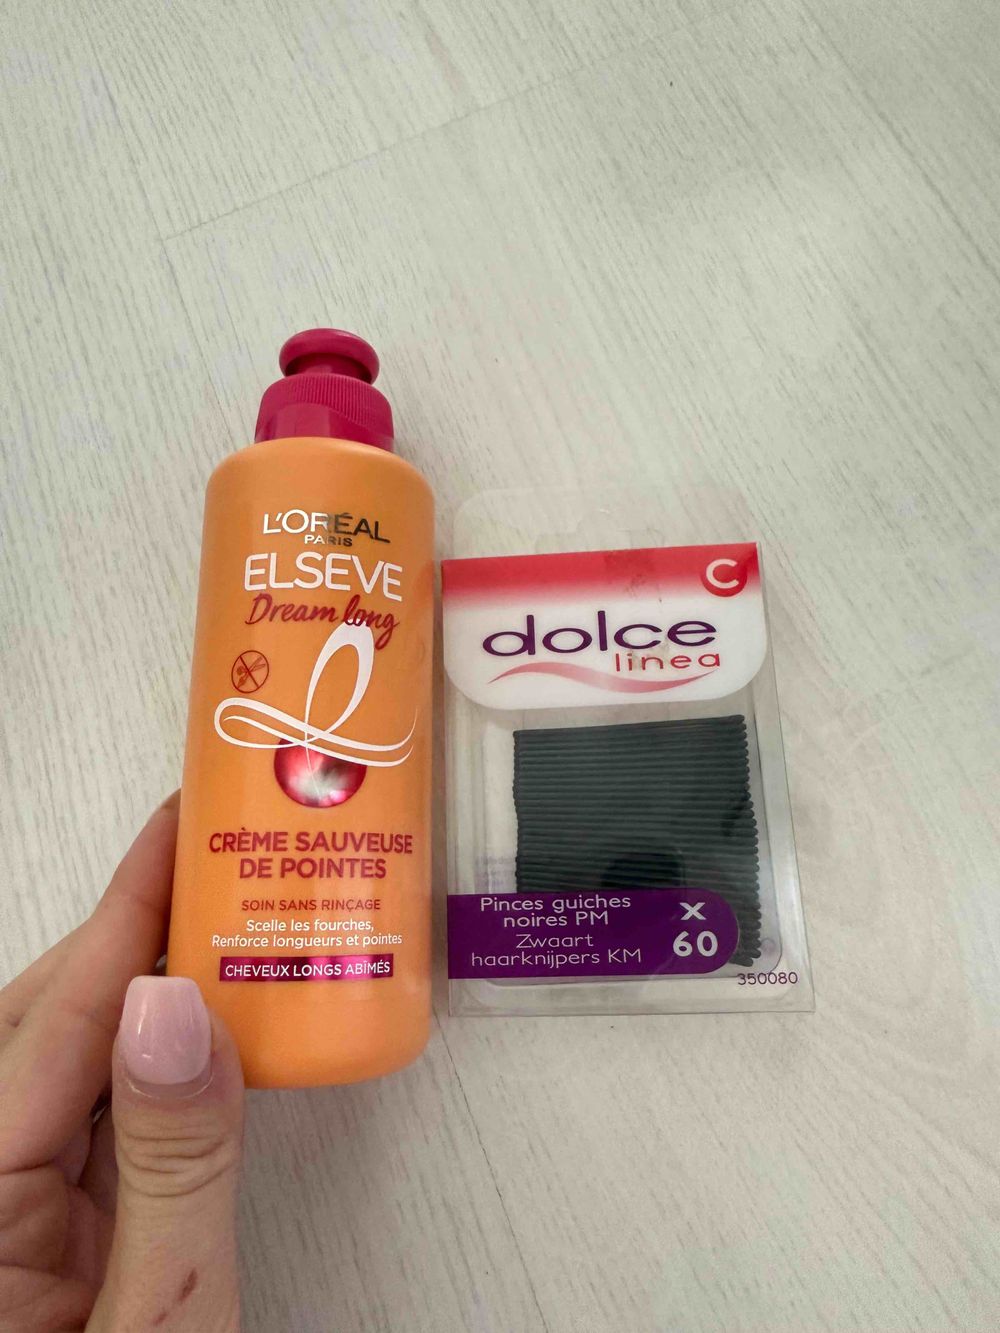 L'ORÉAL
PARIS
ELSEVE
Dream long
CRÈME SAUVEUSE
DE POINTES
SOIN SANS RINÇAGE
Scelle les fourches,
Renforce longueurs et pointes
CHEVEUX LONGS ABÎMÉS
C
dolce
linea
Pinces guiches
noires PM
Zwaart
haarknijpers KM
X
60
350080